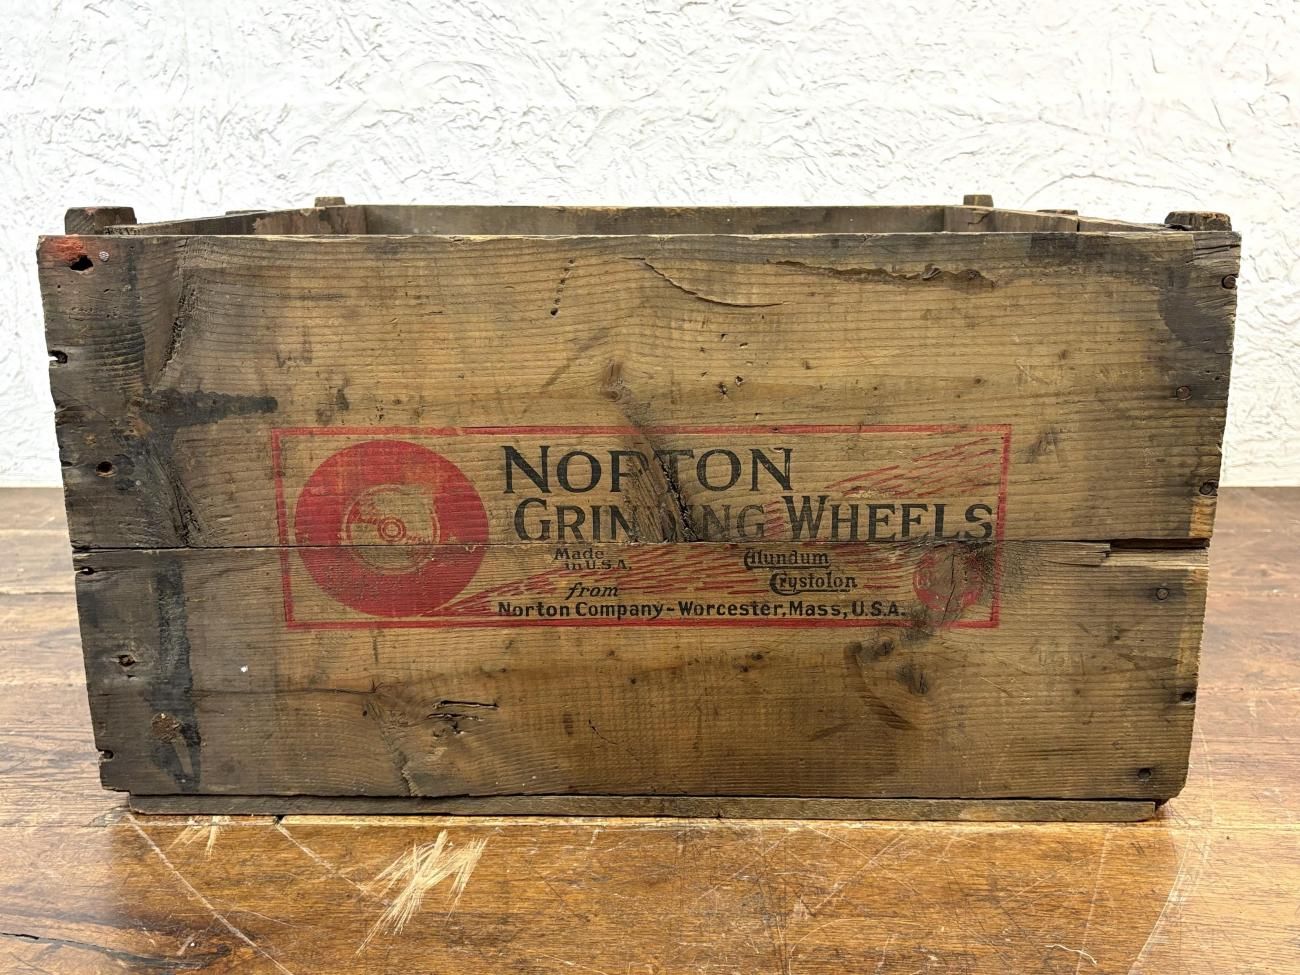 NORTON
GRINDING WHEELS
Made
in U.S.A.
Alundum
Crystolon
from
Norton Company-Worcester, Mass, U.S.A.